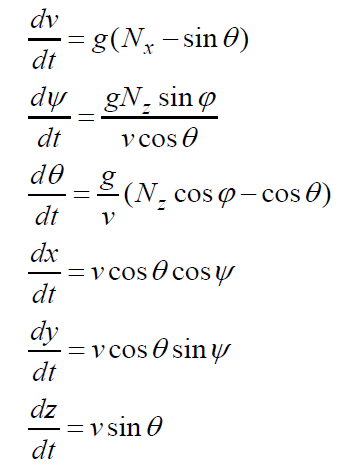 dv/dt = g(Nₓ − sin θ)
dψ/dt = gN_z sin φ / v cos θ
dθ/dt = g/v (N_z cos φ − cos θ)
dx/dt = v cos θ cos ψ
dy/dt = v cos θ sin ψ
dz/dt = v sin θ